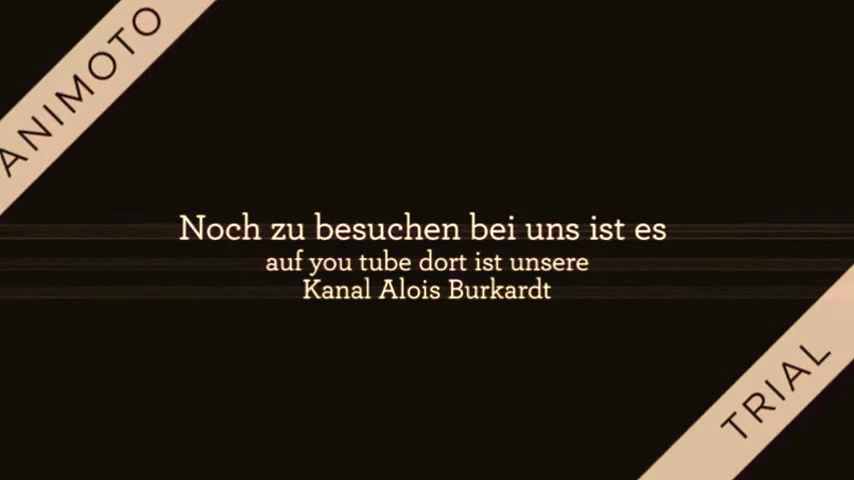 ANIMOTO
Noch zu besuchen bei uns ist es
auf you tube dort ist unsere
Kanal Alois Burkardt
TRIAL